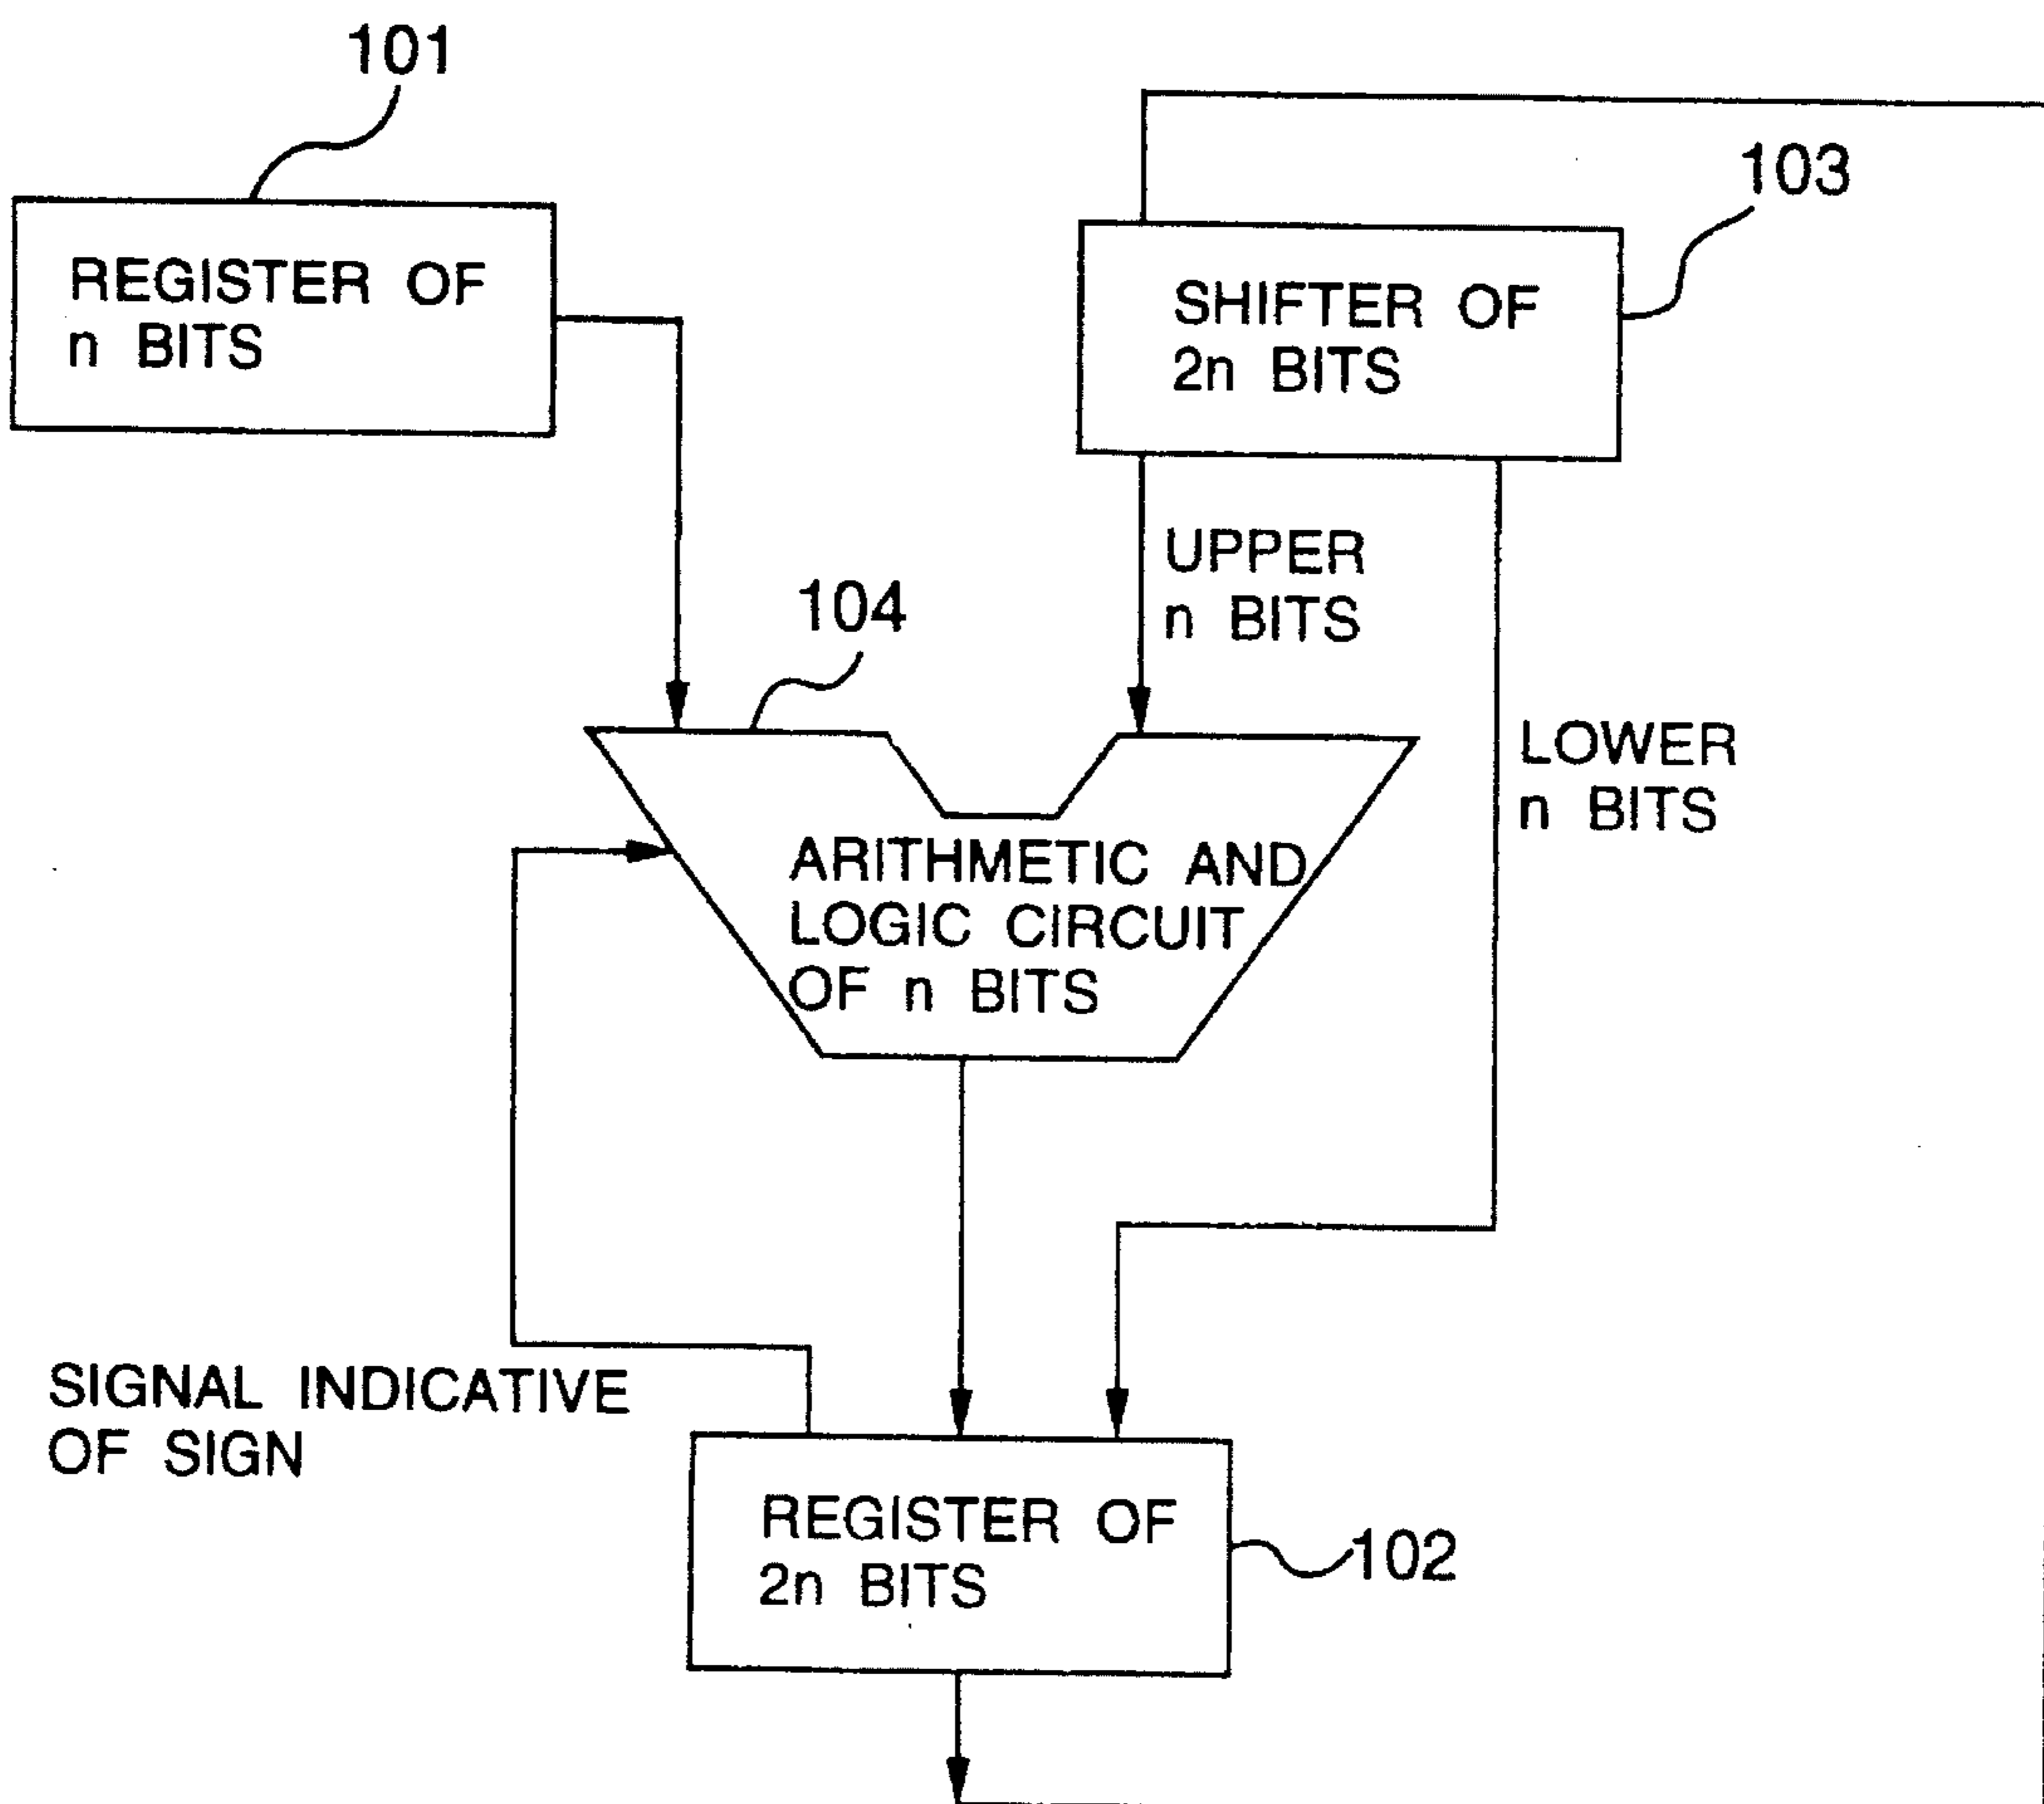 101
103
REGISTER OF
n BITS
SHIFTER OF
2n BITS
UPPER
n BITS
104
LOWER
n BITS
ARITHMETIC AND
LOGIC CIRCUIT
OF n BITS
SIGNAL INDICATIVE
OF SIGN
REGISTER OF
2n BITS
102